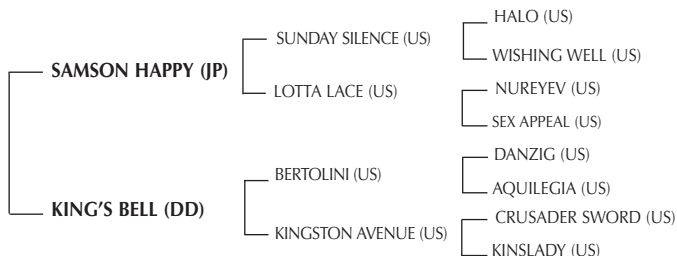 HALO (US)
SUNDAY SILENCE (US)
WISHING WELL (US)
SAMSON HAPPY (JP)
NUREYEV (US)
LOTTA LACE (US)
SEX APPEAL (US)
DANZIG (US)
BERTOLINI (US)
AQUILEGIA (US)
KING'S BELL (DD)
CRUSADER SWORD (US)
KINGSTON AVENUE (US)
KINSLADY (US)